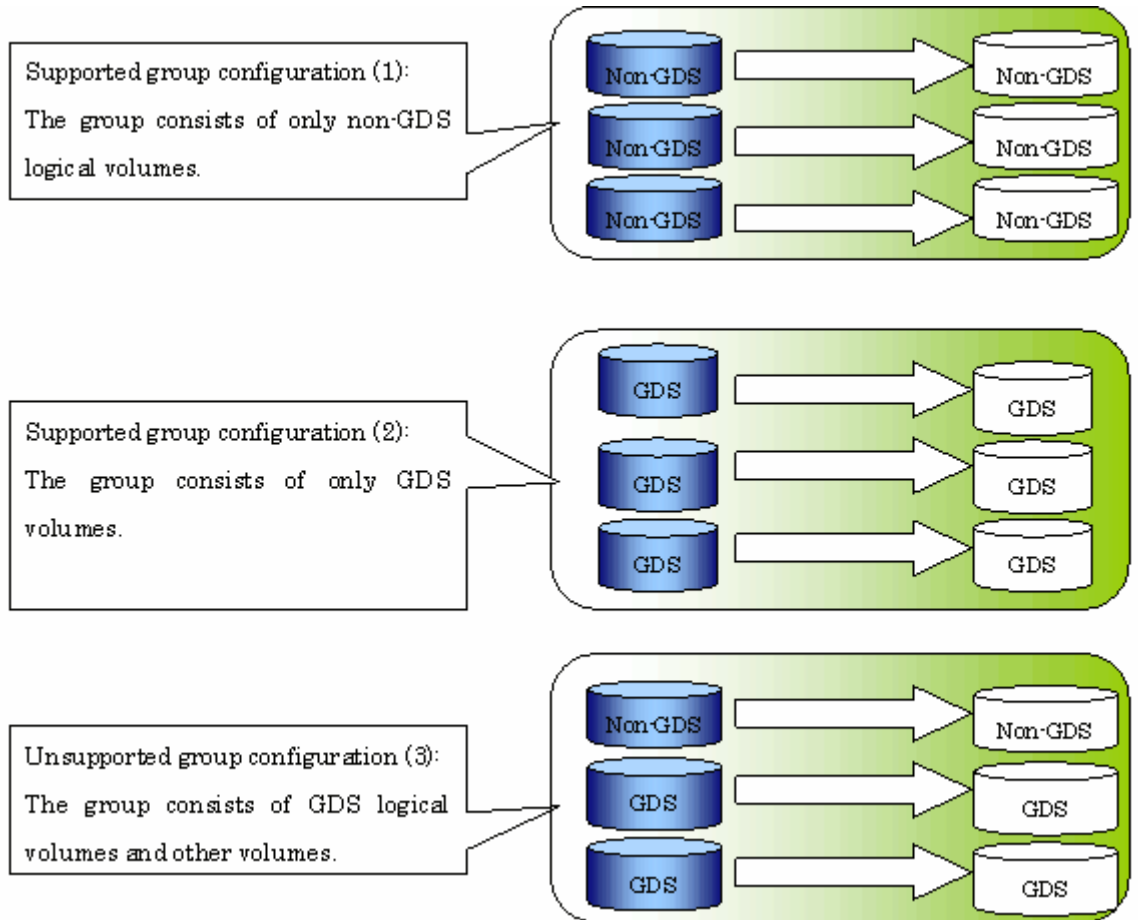 Supported group configuration (1):
The group consists of only non-GDS
logical volumes.
Non-GDS
Non-GDS
Non-GDS
Non-GDS
Non-GDS
Non-GDS
Supported group configuration (2):
The group consists of only GDS
volumes.
GDS
GDS
GDS
GDS
GDS
GDS
Unsupported group configuration (3):
The group consists of GDS logical
volumes and other volumes.
Non-GDS
Non-GDS
GDS
GDS
GDS
GDS